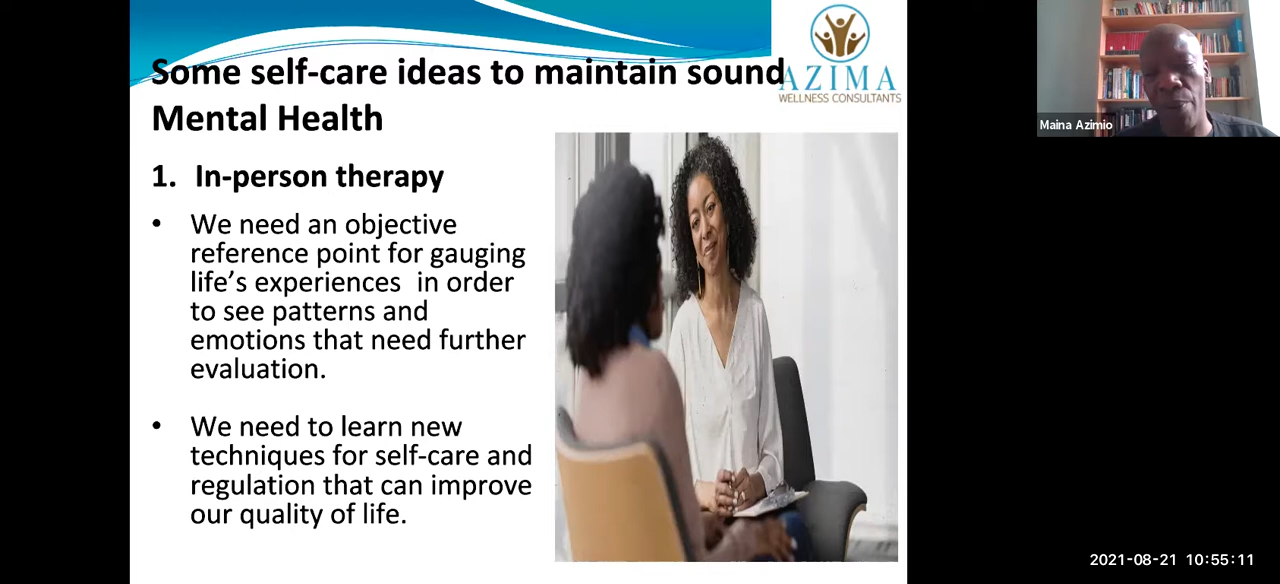 Some self-care ideas to maintain sound
Mental Health
AZIMA
WELLNESS CONSULTANTS
Maina Azimio
1. In-person therapy
• We need an objective
reference point for gauging
life’s experiences in order
to see patterns and
emotions that need further
evaluation.
• We need to learn new
techniques for self-care and
regulation that can improve
our quality of life.
2021-08-21 10:55:11